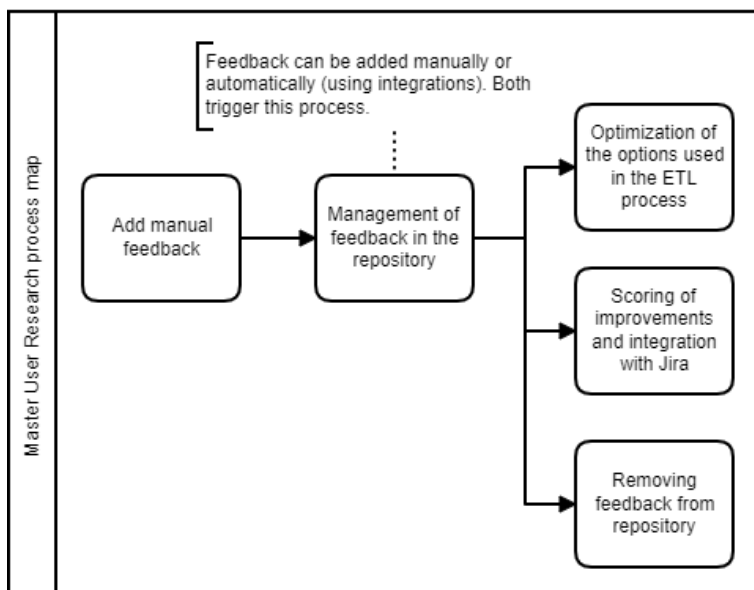 Master User Research process map
Feedback can be added manually or
automatically (using integrations). Both
trigger this process.
Add manual
feedback
Management of
feedback in the
repository
Optimization of
the options used
in the ETL
process
Scoring of
improvements
and integration
with Jira
Removing
feedback from
repository